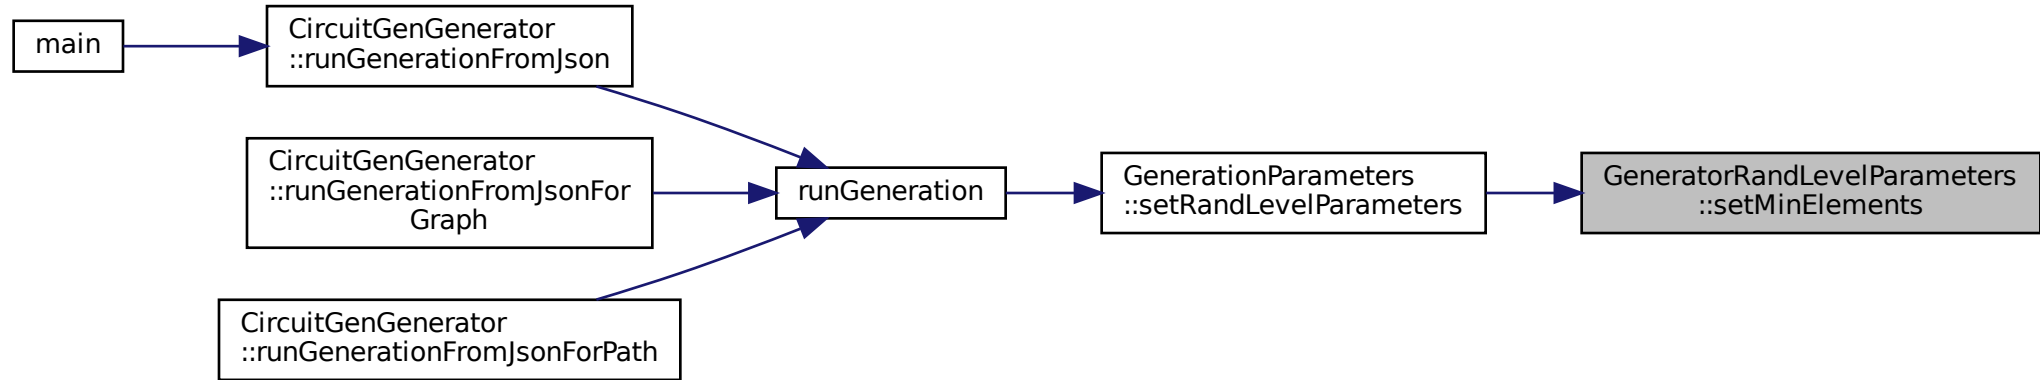 main
CircuitGenGenerator
::runGenerationFromJson
CircuitGenGenerator
::runGenerationFromJsonFor
Graph
CircuitGenGenerator
::runGenerationFromJsonForPath
runGeneration
GenerationParameters
::setRandLevelParameters
GeneratorRandLevelParameters
::setMinElements